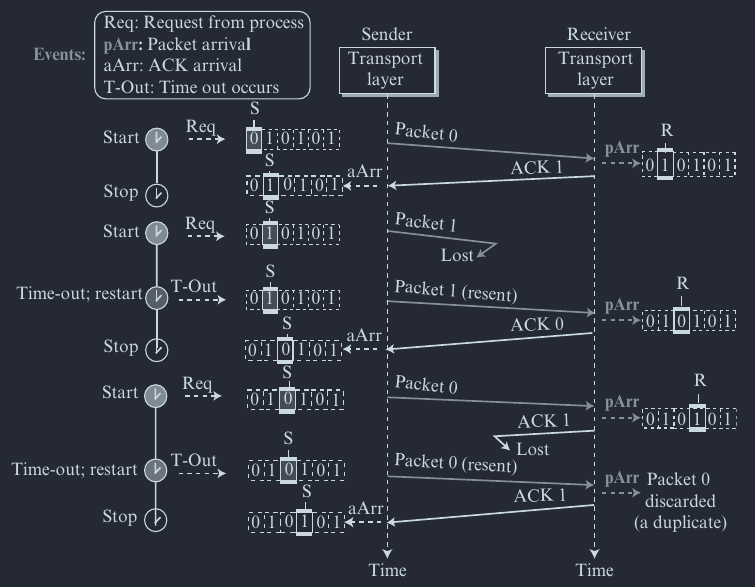 Events:
Req: Request from process
pArr: Packet arrival
aArr: ACK arrival
T-Out: Time out occurs
Sender
Receiver
Transport
layer
Transport
layer
Start
Req
S
0 1 0 1 0 1
Packet 0
pArr
R
0 1 0 1 0 1
Stop
S
0 1 0 1 0 1
aArr
ACK 1
Start
Req
S
0 1 0 1 0 1
Packet 1
Lost
Time-out; restart
T-Out
S
0 1 0 1 0 1
Packet 1 (resent)
pArr
R
0 1 0 1 0 1
Stop
S
0 1 0 1 0 1
aArr
ACK 0
Start
Req
S
0 1 0 1 0 1
Packet 0
pArr
R
0 1 0 1 0 1
ACK 1
Lost
Time-out; restart
T-Out
S
0 1 0 1 0 1
Packet 0 (resent)
pArr
Packet 0
discarded
(a duplicate)
Stop
S
0 1 0 1 0 1
aArr
ACK 1
Time
Time